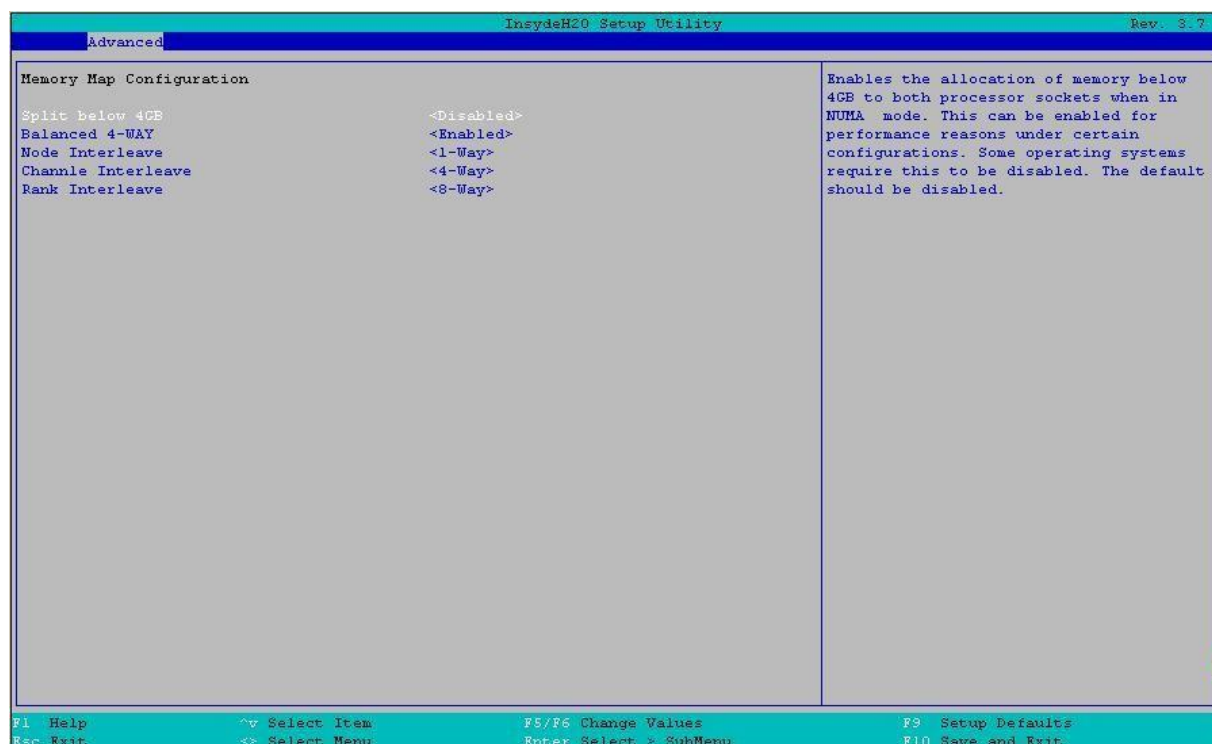 InsydeH20 Setup Utility Rev. 3.7
Advanced
Memory Map Configuration
Split below 4GB <Disabled>
Balanced 4-WAY <Enabled>
Node Interleave <1-Way>
Channle Interleave <4-Way>
Rank Interleave <8-Way>
Enables the allocation of memory below
4GB to both processor sockets when in
NUMA mode. This can be enabled for
performance reasons under certain
configurations. Some operating systems
require this to be disabled. The default
should be disabled.
F1 Help ^v Select Item F5/F6 Change Values F9 Setup Defaults
Esc Exit <> Select Menu Enter Select > SubMenu F10 Save and Exit